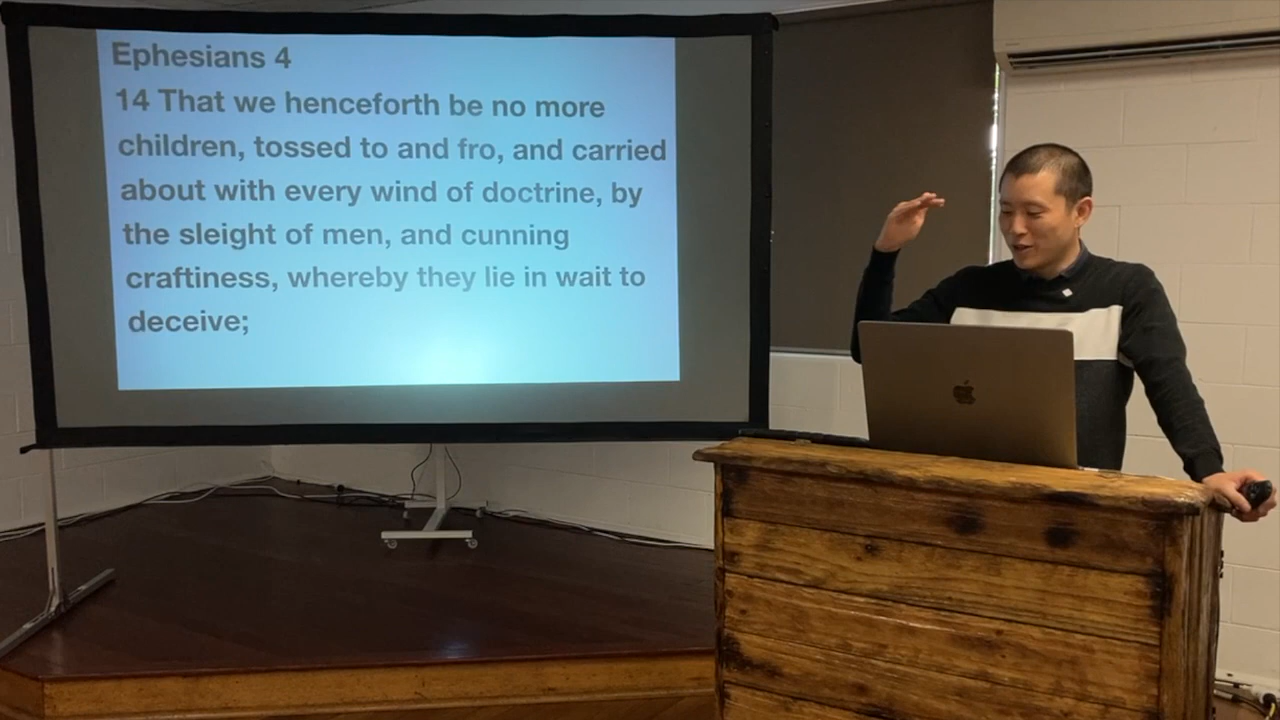 Ephesians 4
14 That we henceforth be no more
children, tossed to and fro, and carried
about with every wind of doctrine, by
the sleight of men, and cunning
craftiness, whereby they lie in wait to
deceive;